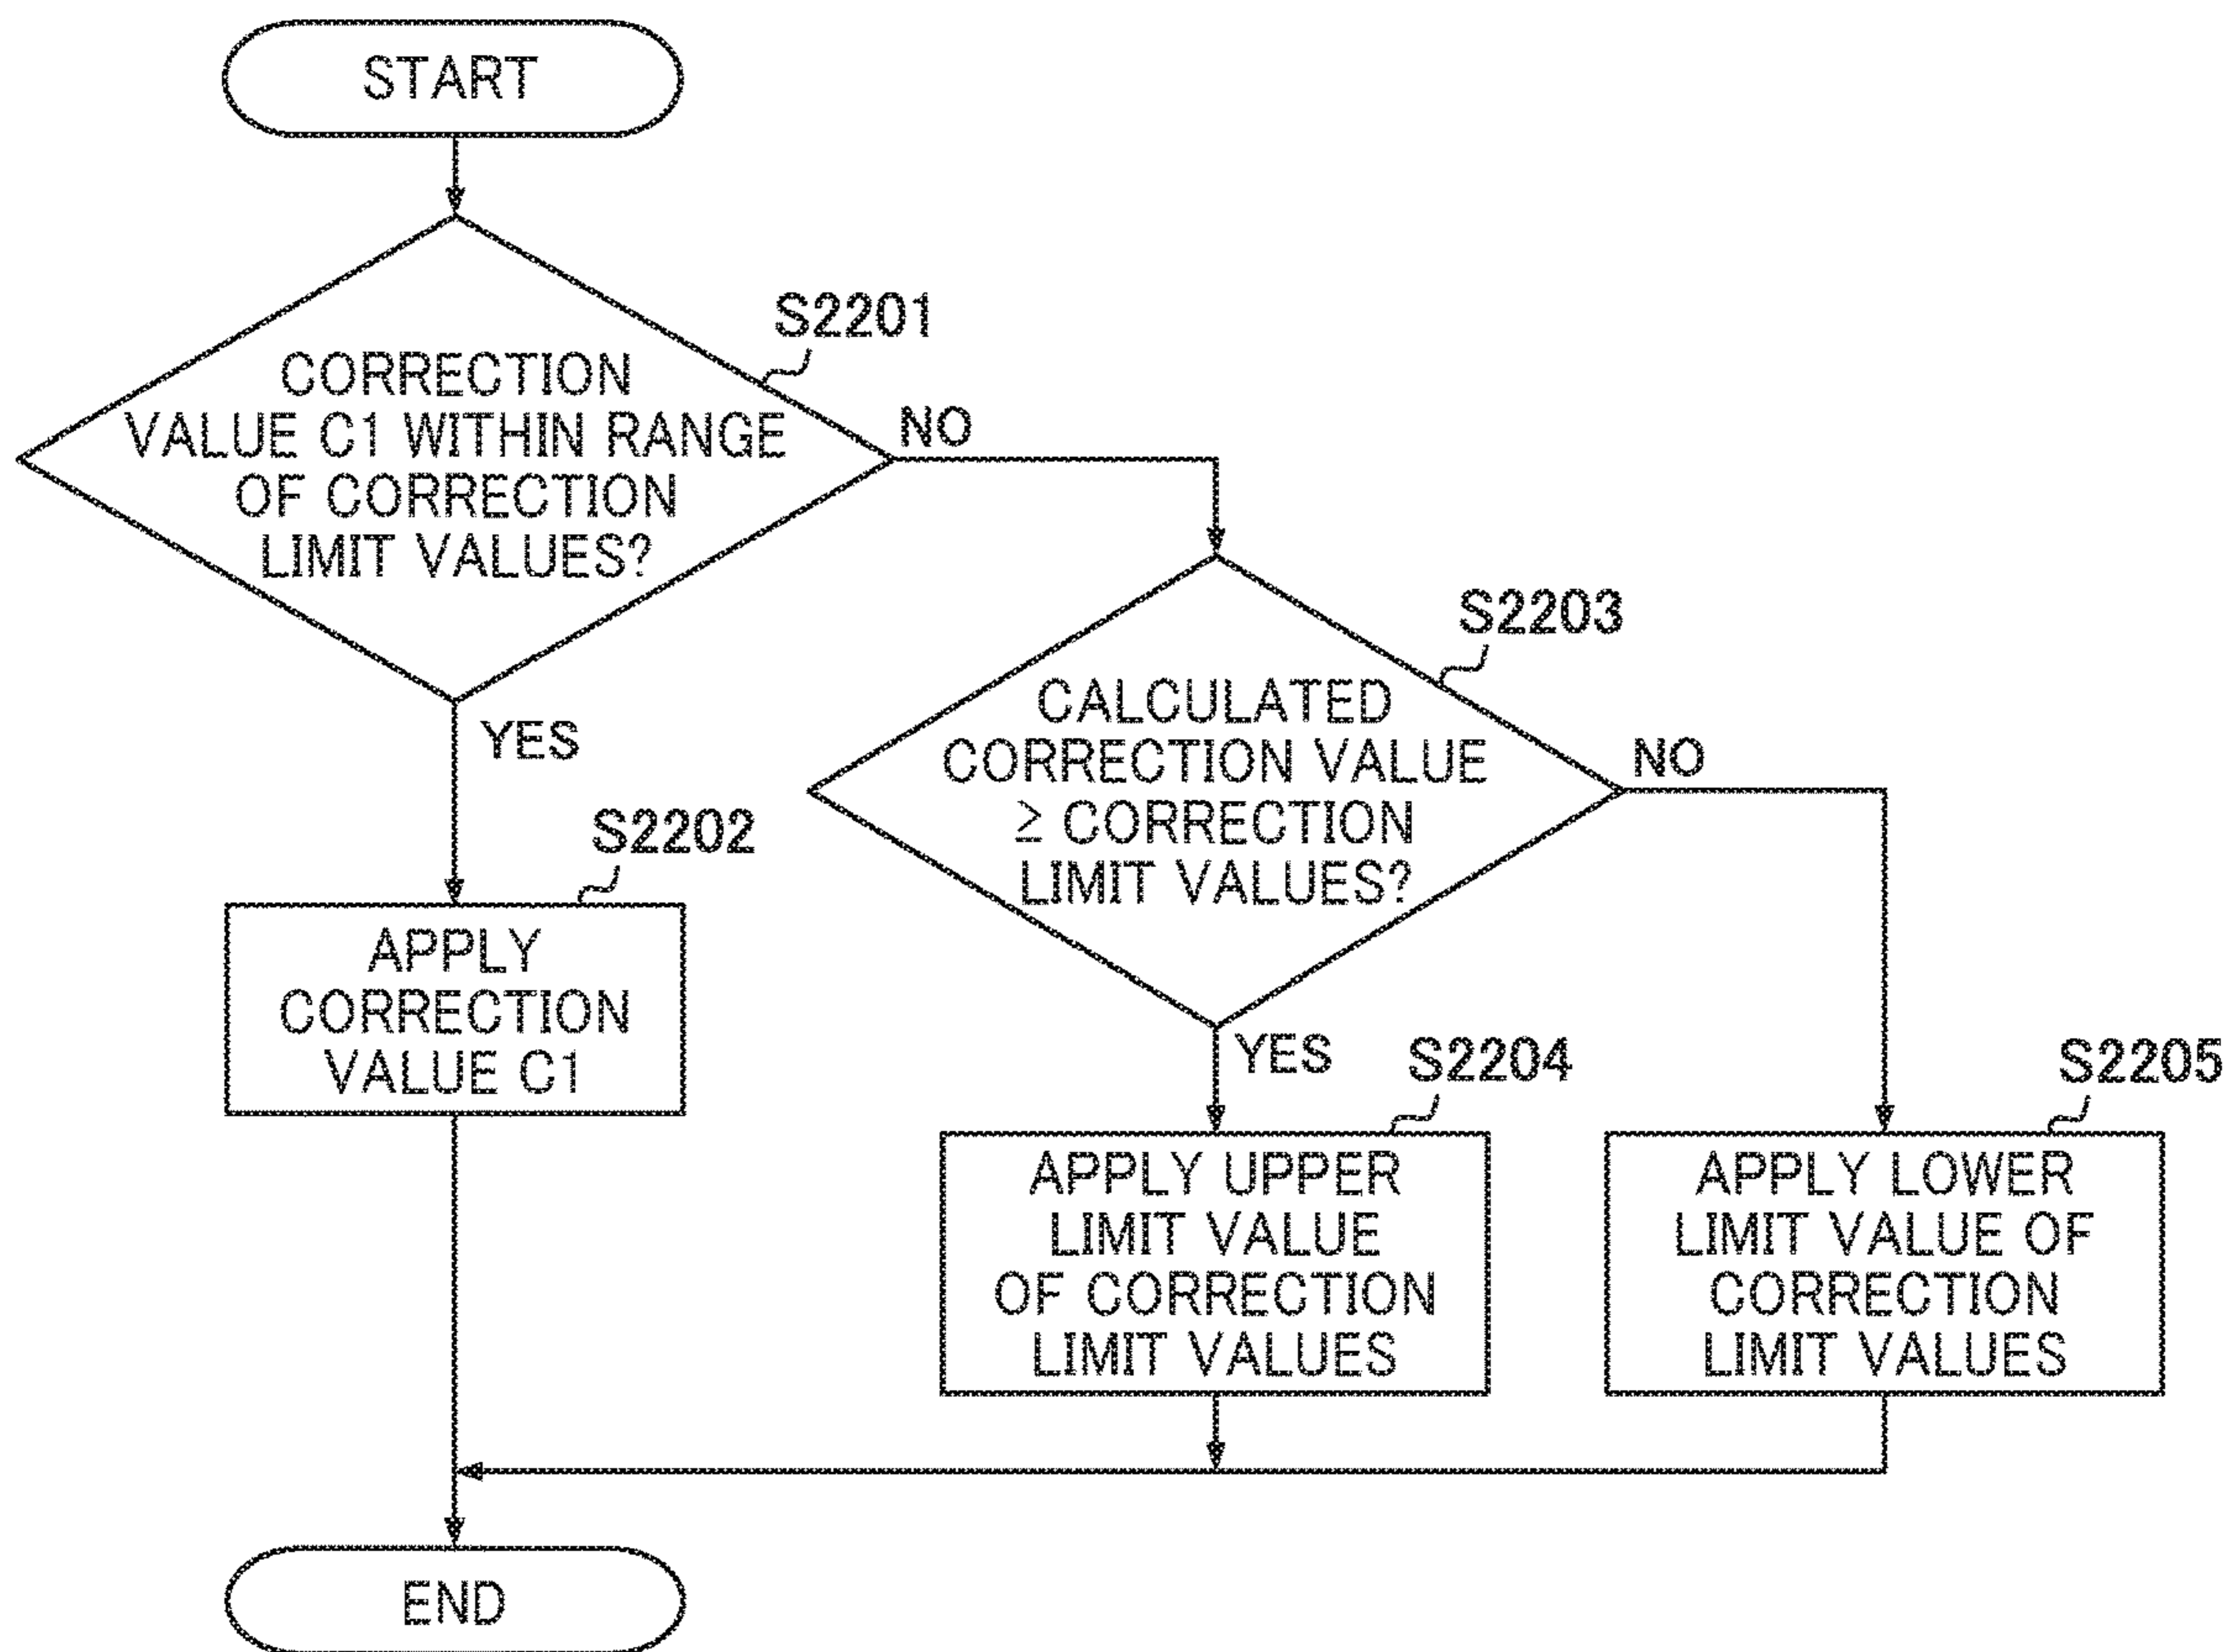 START
S2201
CORRECTION
VALUE C1 WITHIN RANGE
OF CORRECTION
LIMIT VALUES?
NO
YES
S2203
CALCULATED
CORRECTION VALUE
≥ CORRECTION
LIMIT VALUES?
NO
YES
S2202
APPLY
CORRECTION
VALUE C1
S2204
APPLY UPPER
LIMIT VALUE
OF CORRECTION
LIMIT VALUES
S2205
APPLY LOWER
LIMIT VALUE OF
CORRECTION
LIMIT VALUES
END